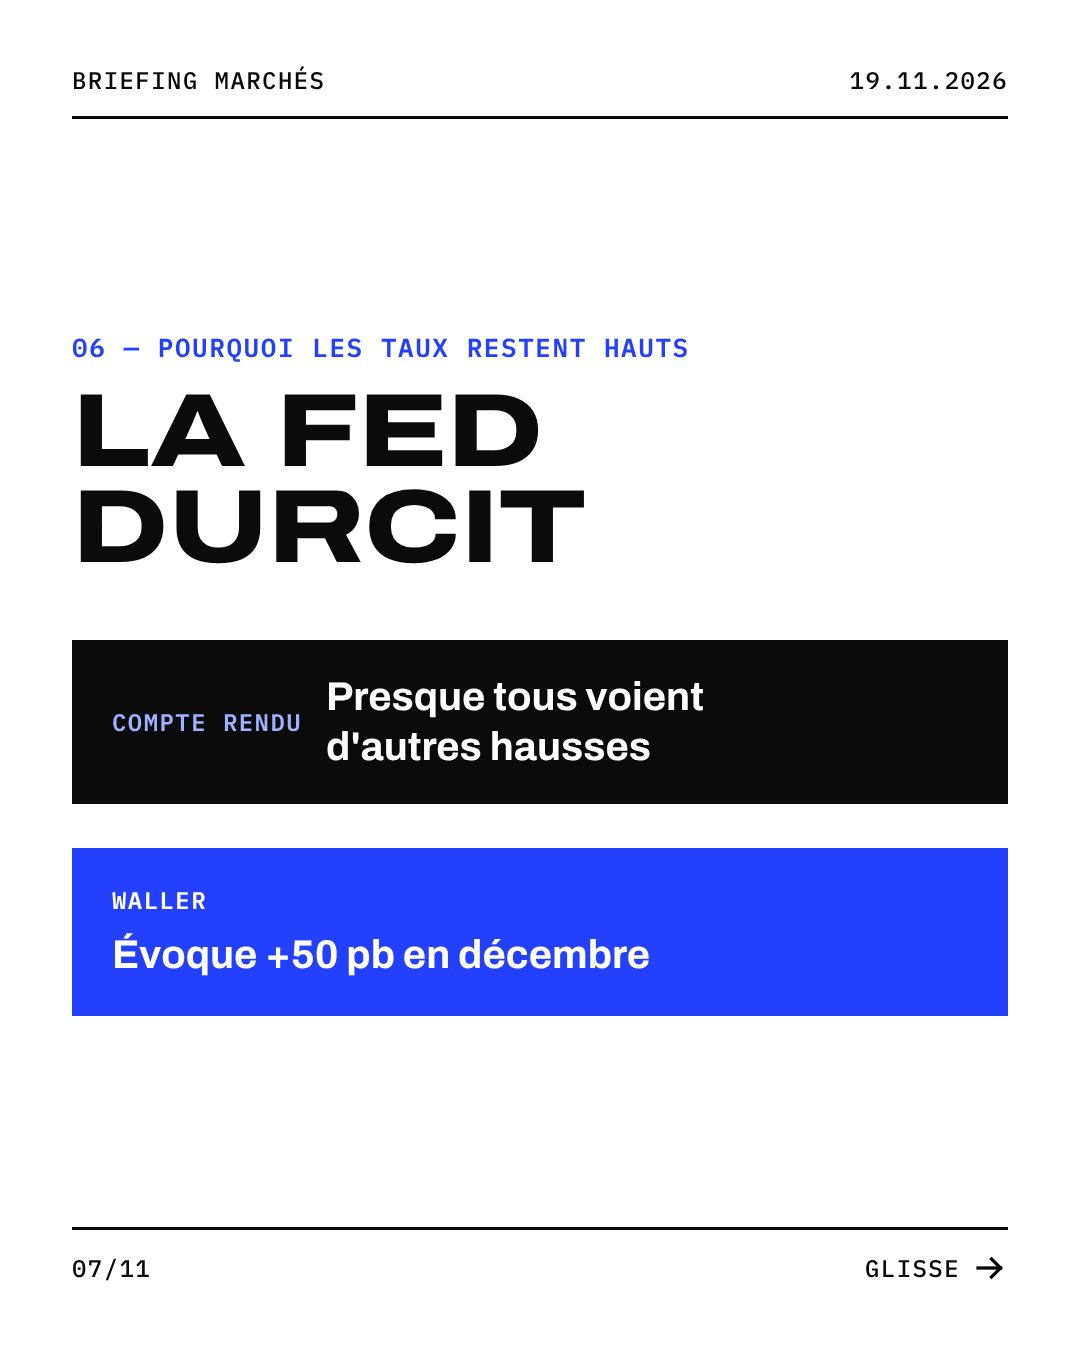 BRIEFING MARCHÉS
19.11.2026
06 — POURQUOI LES TAUX RESTENT HAUTS
LA FED
DURCIT
COMPTE RENDU
Presque tous voient
d'autres hausses
WALLER
Évoque +50 pb en décembre
07/11
GLISSE →